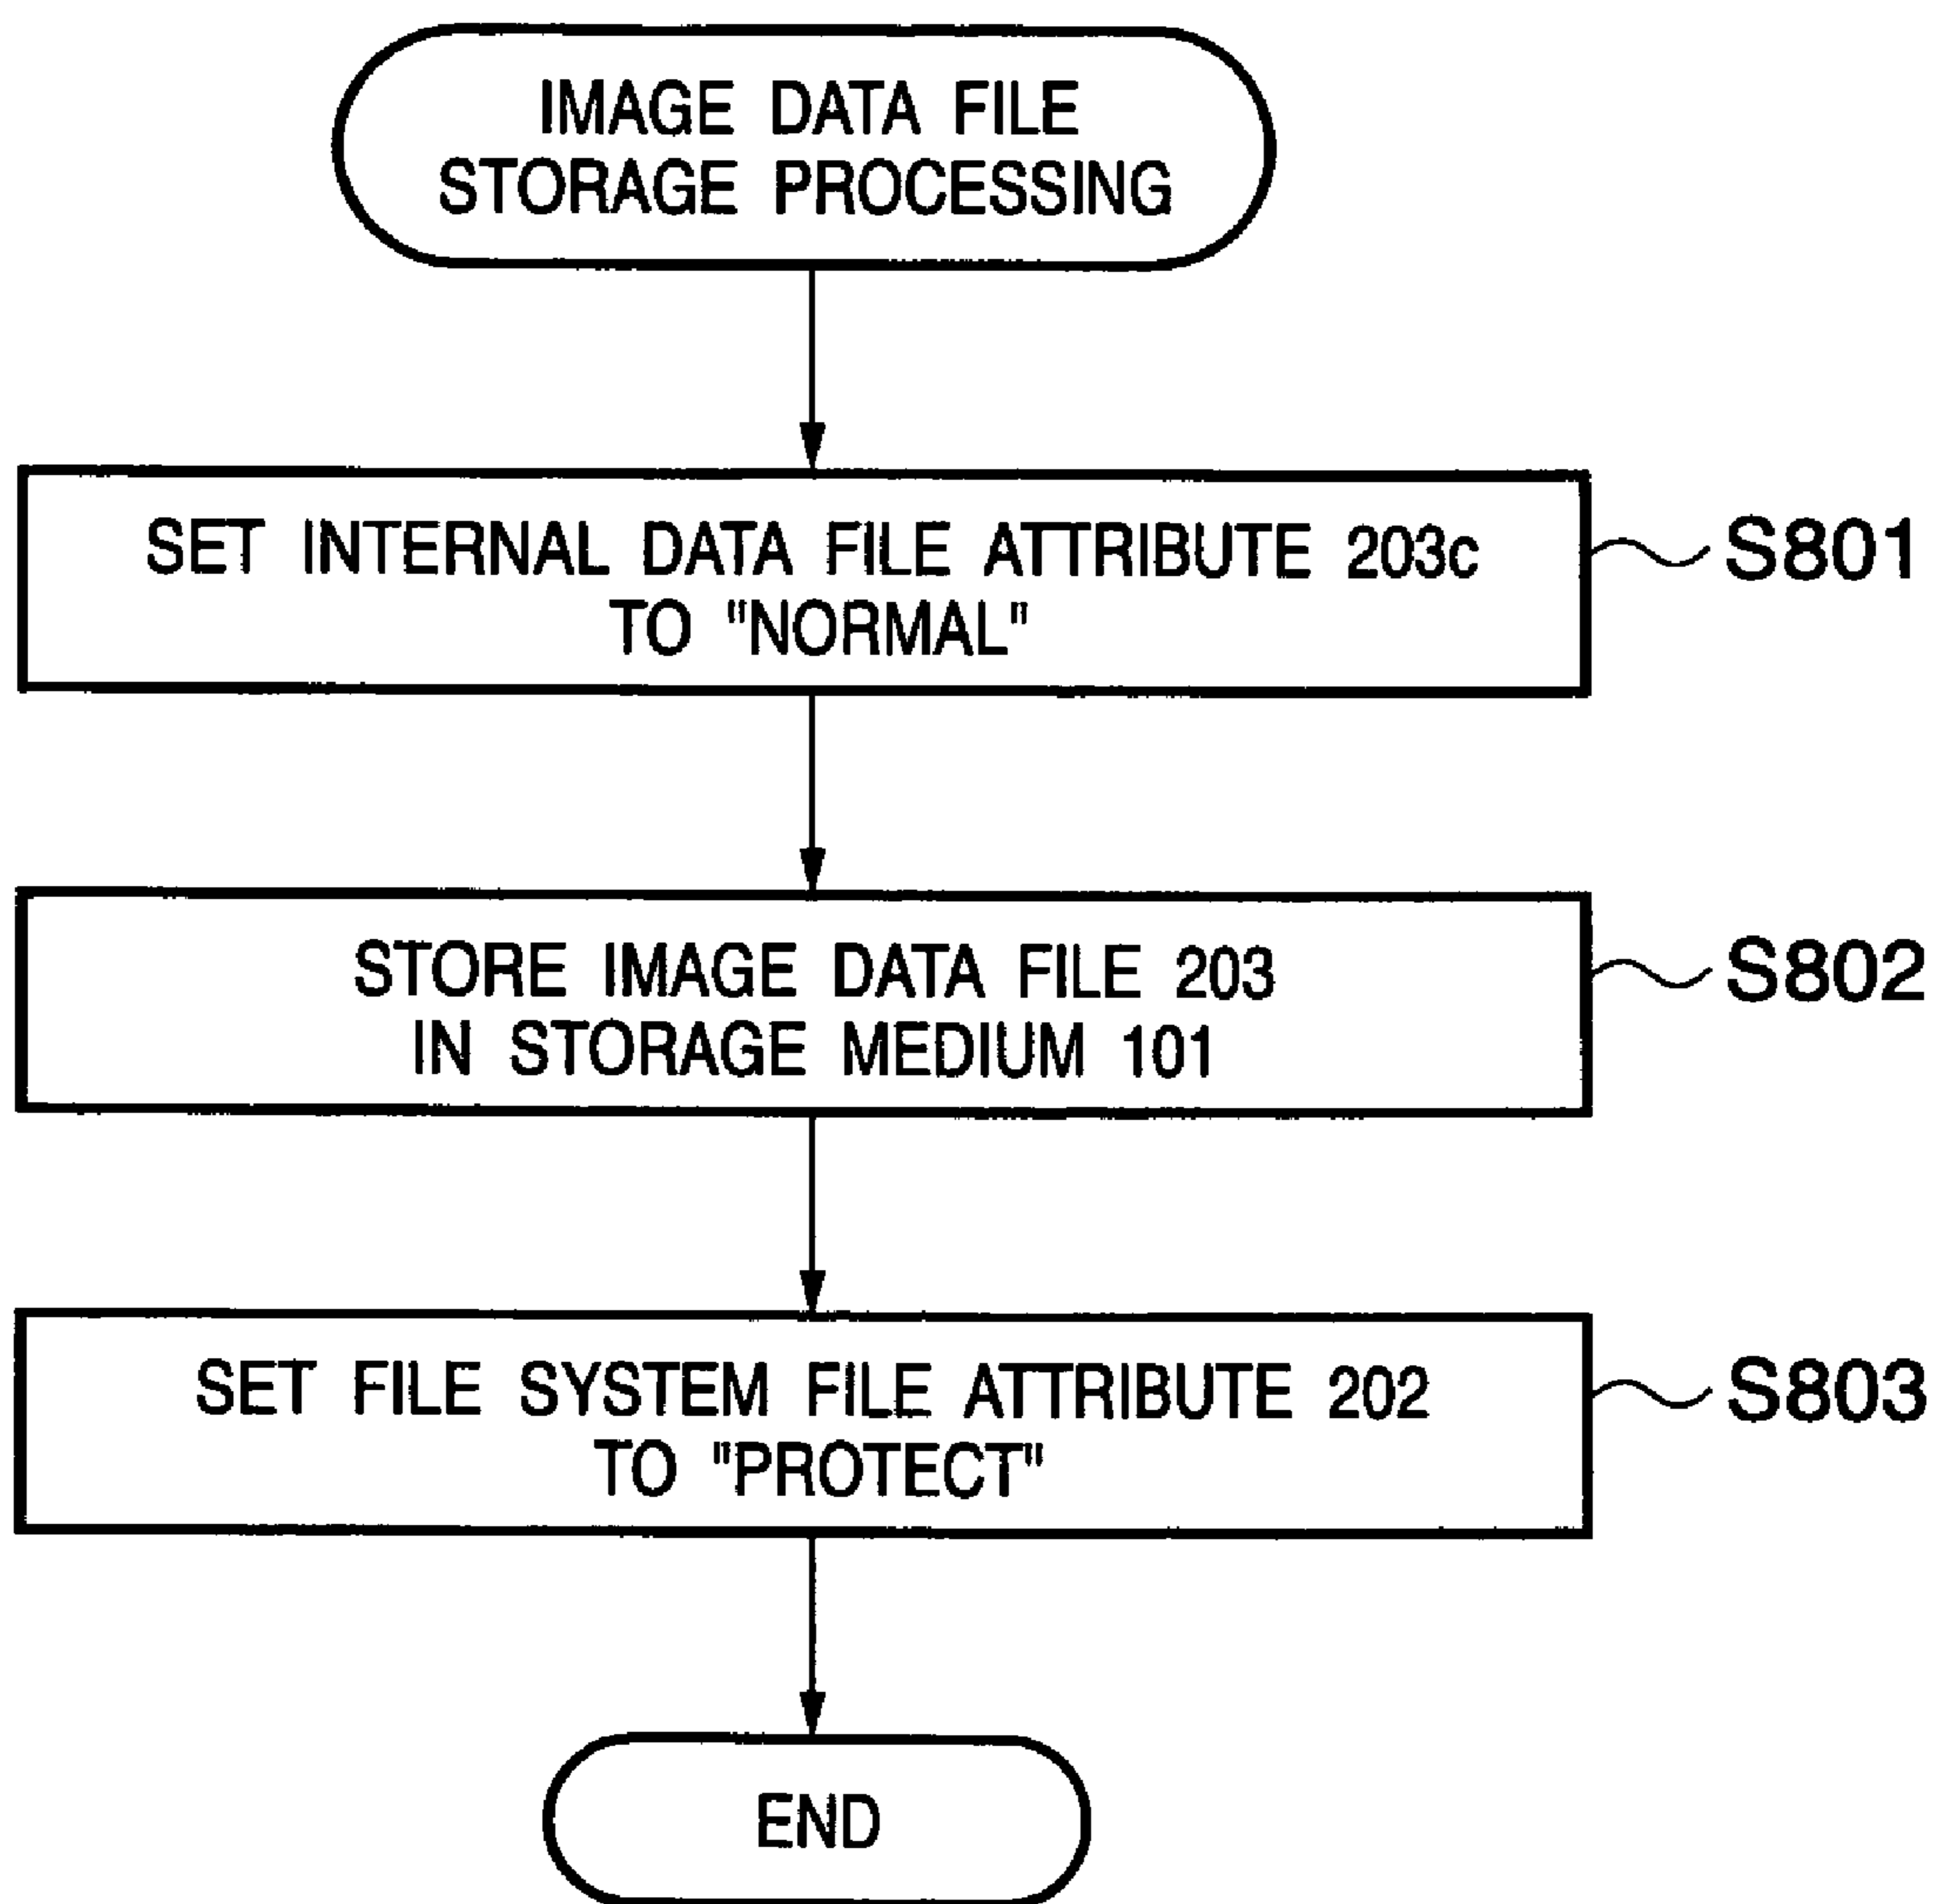 IMAGE DATA FILE
STORAGE PROCESSING
SET INTERNAL DATA FILE ATTRIBUTE 203c
TO "NORMAL"
S801
STORE IMAGE DATA FILE 203
IN STORAGE MEDIUM 101
S802
SET FILE SYSTEM FILE ATTRIBUTE 202
TO "PROTECT"
S803
END